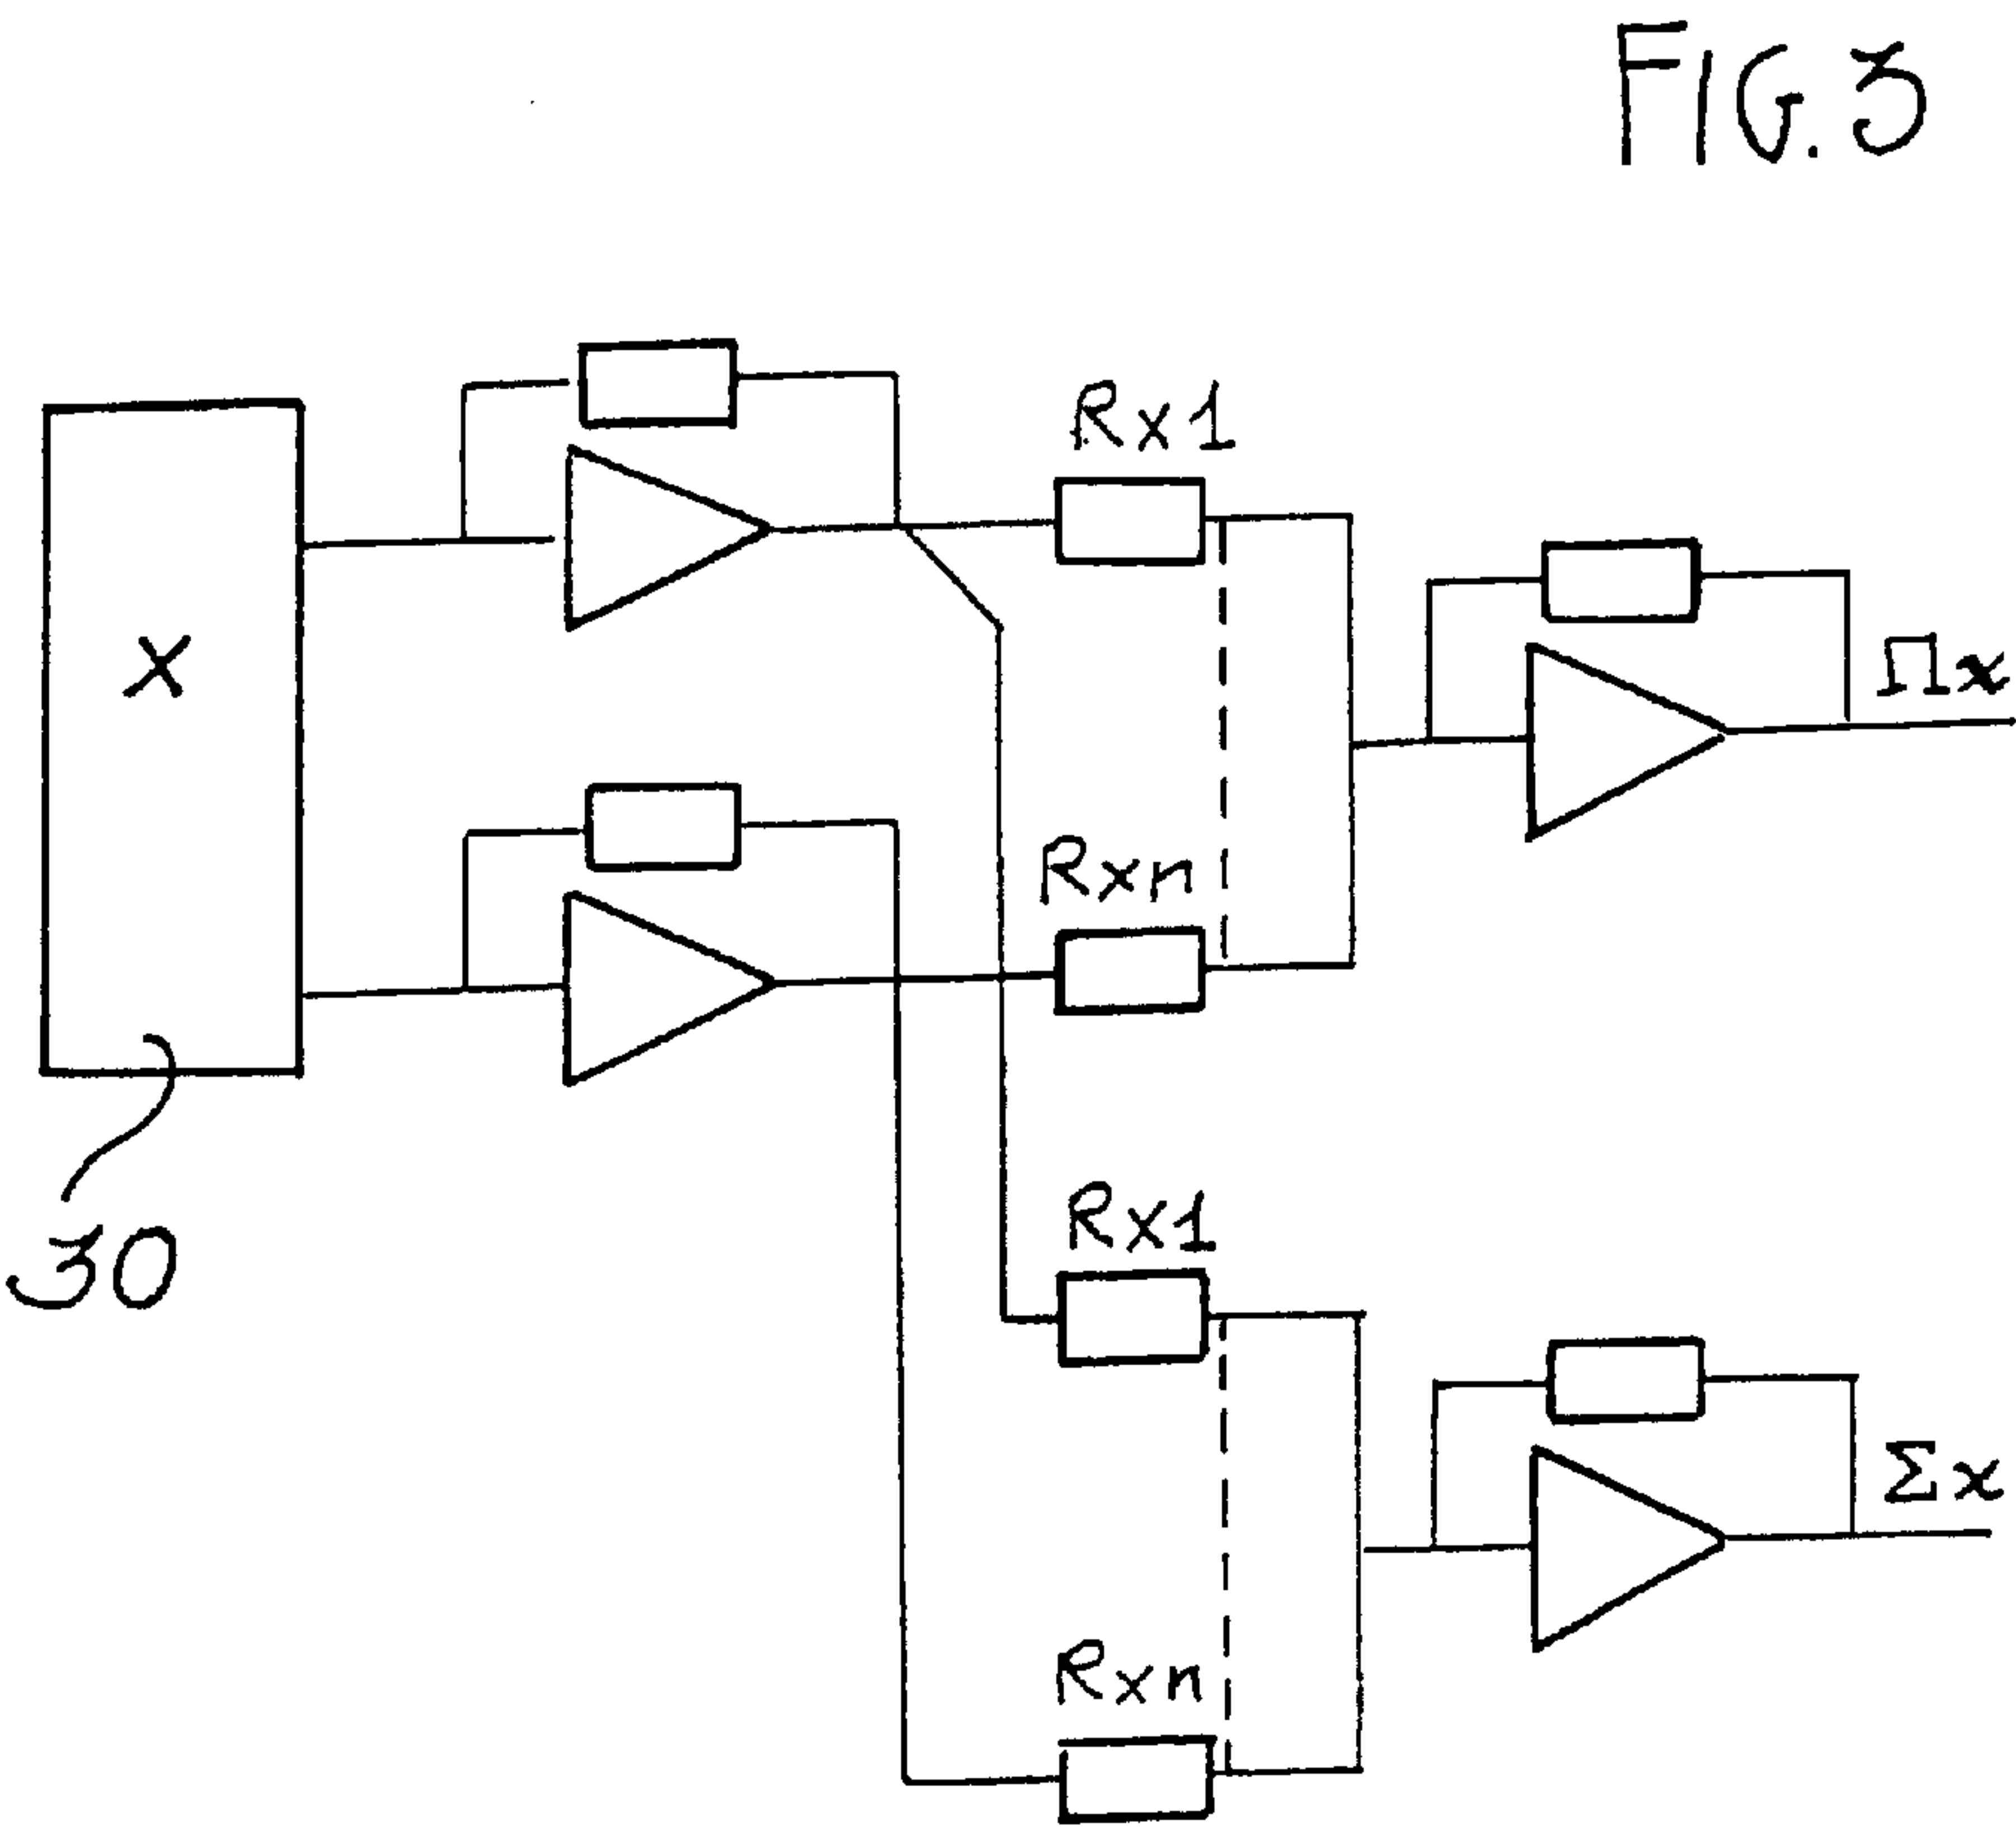 FIG. 3
Rx1
X
Πx
Rxn
Rx1
30
Σx
Rxn